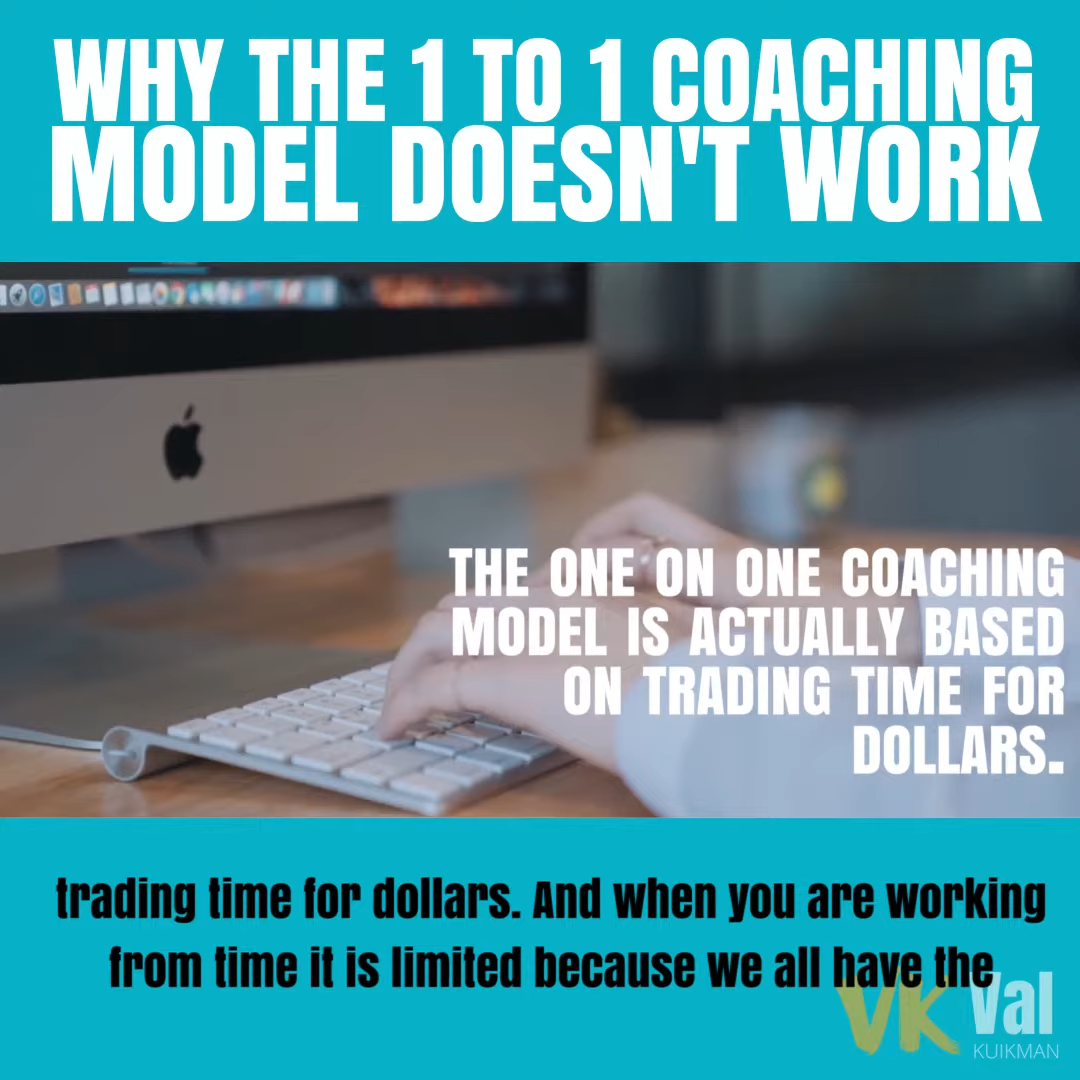 WHY THE 1 TO 1 COACHING
MODEL DOESN'T WORK
THE ONE ON ONE COACHING
MODEL IS ACTUALLY BASED
ON TRADING TIME FOR
DOLLARS.
trading time for dollars. And when you are working
from time it is limited because we all have the
VK Val
KUIKMAN